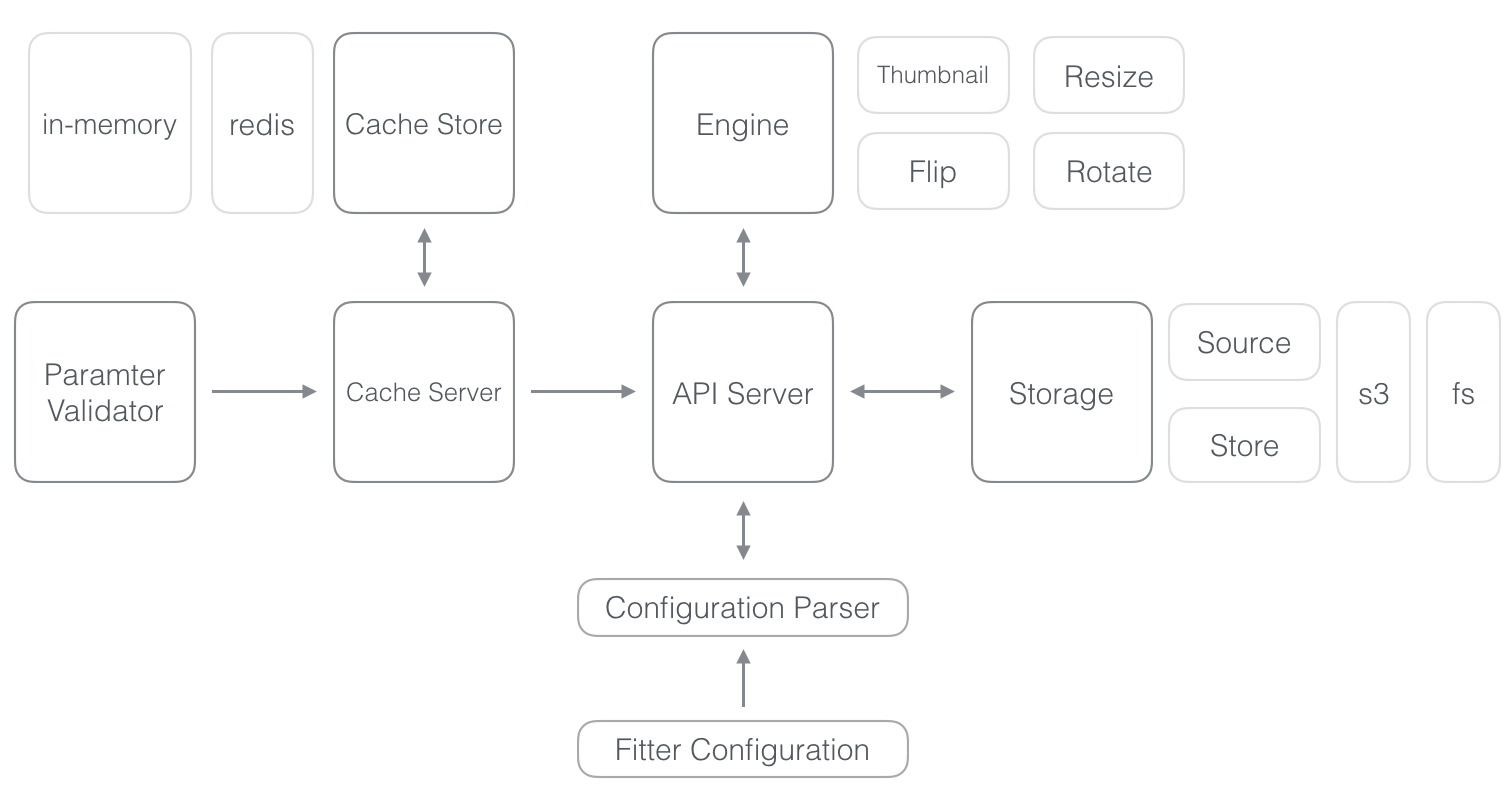 in-memory
redis
Cache Store
Engine
Thumbnail
Resize
Flip
Rotate
Paramter
Validator
Cache Server
API Server
Storage
Source
Store
s3
fs
Configuration Parser
Fitter Configuration